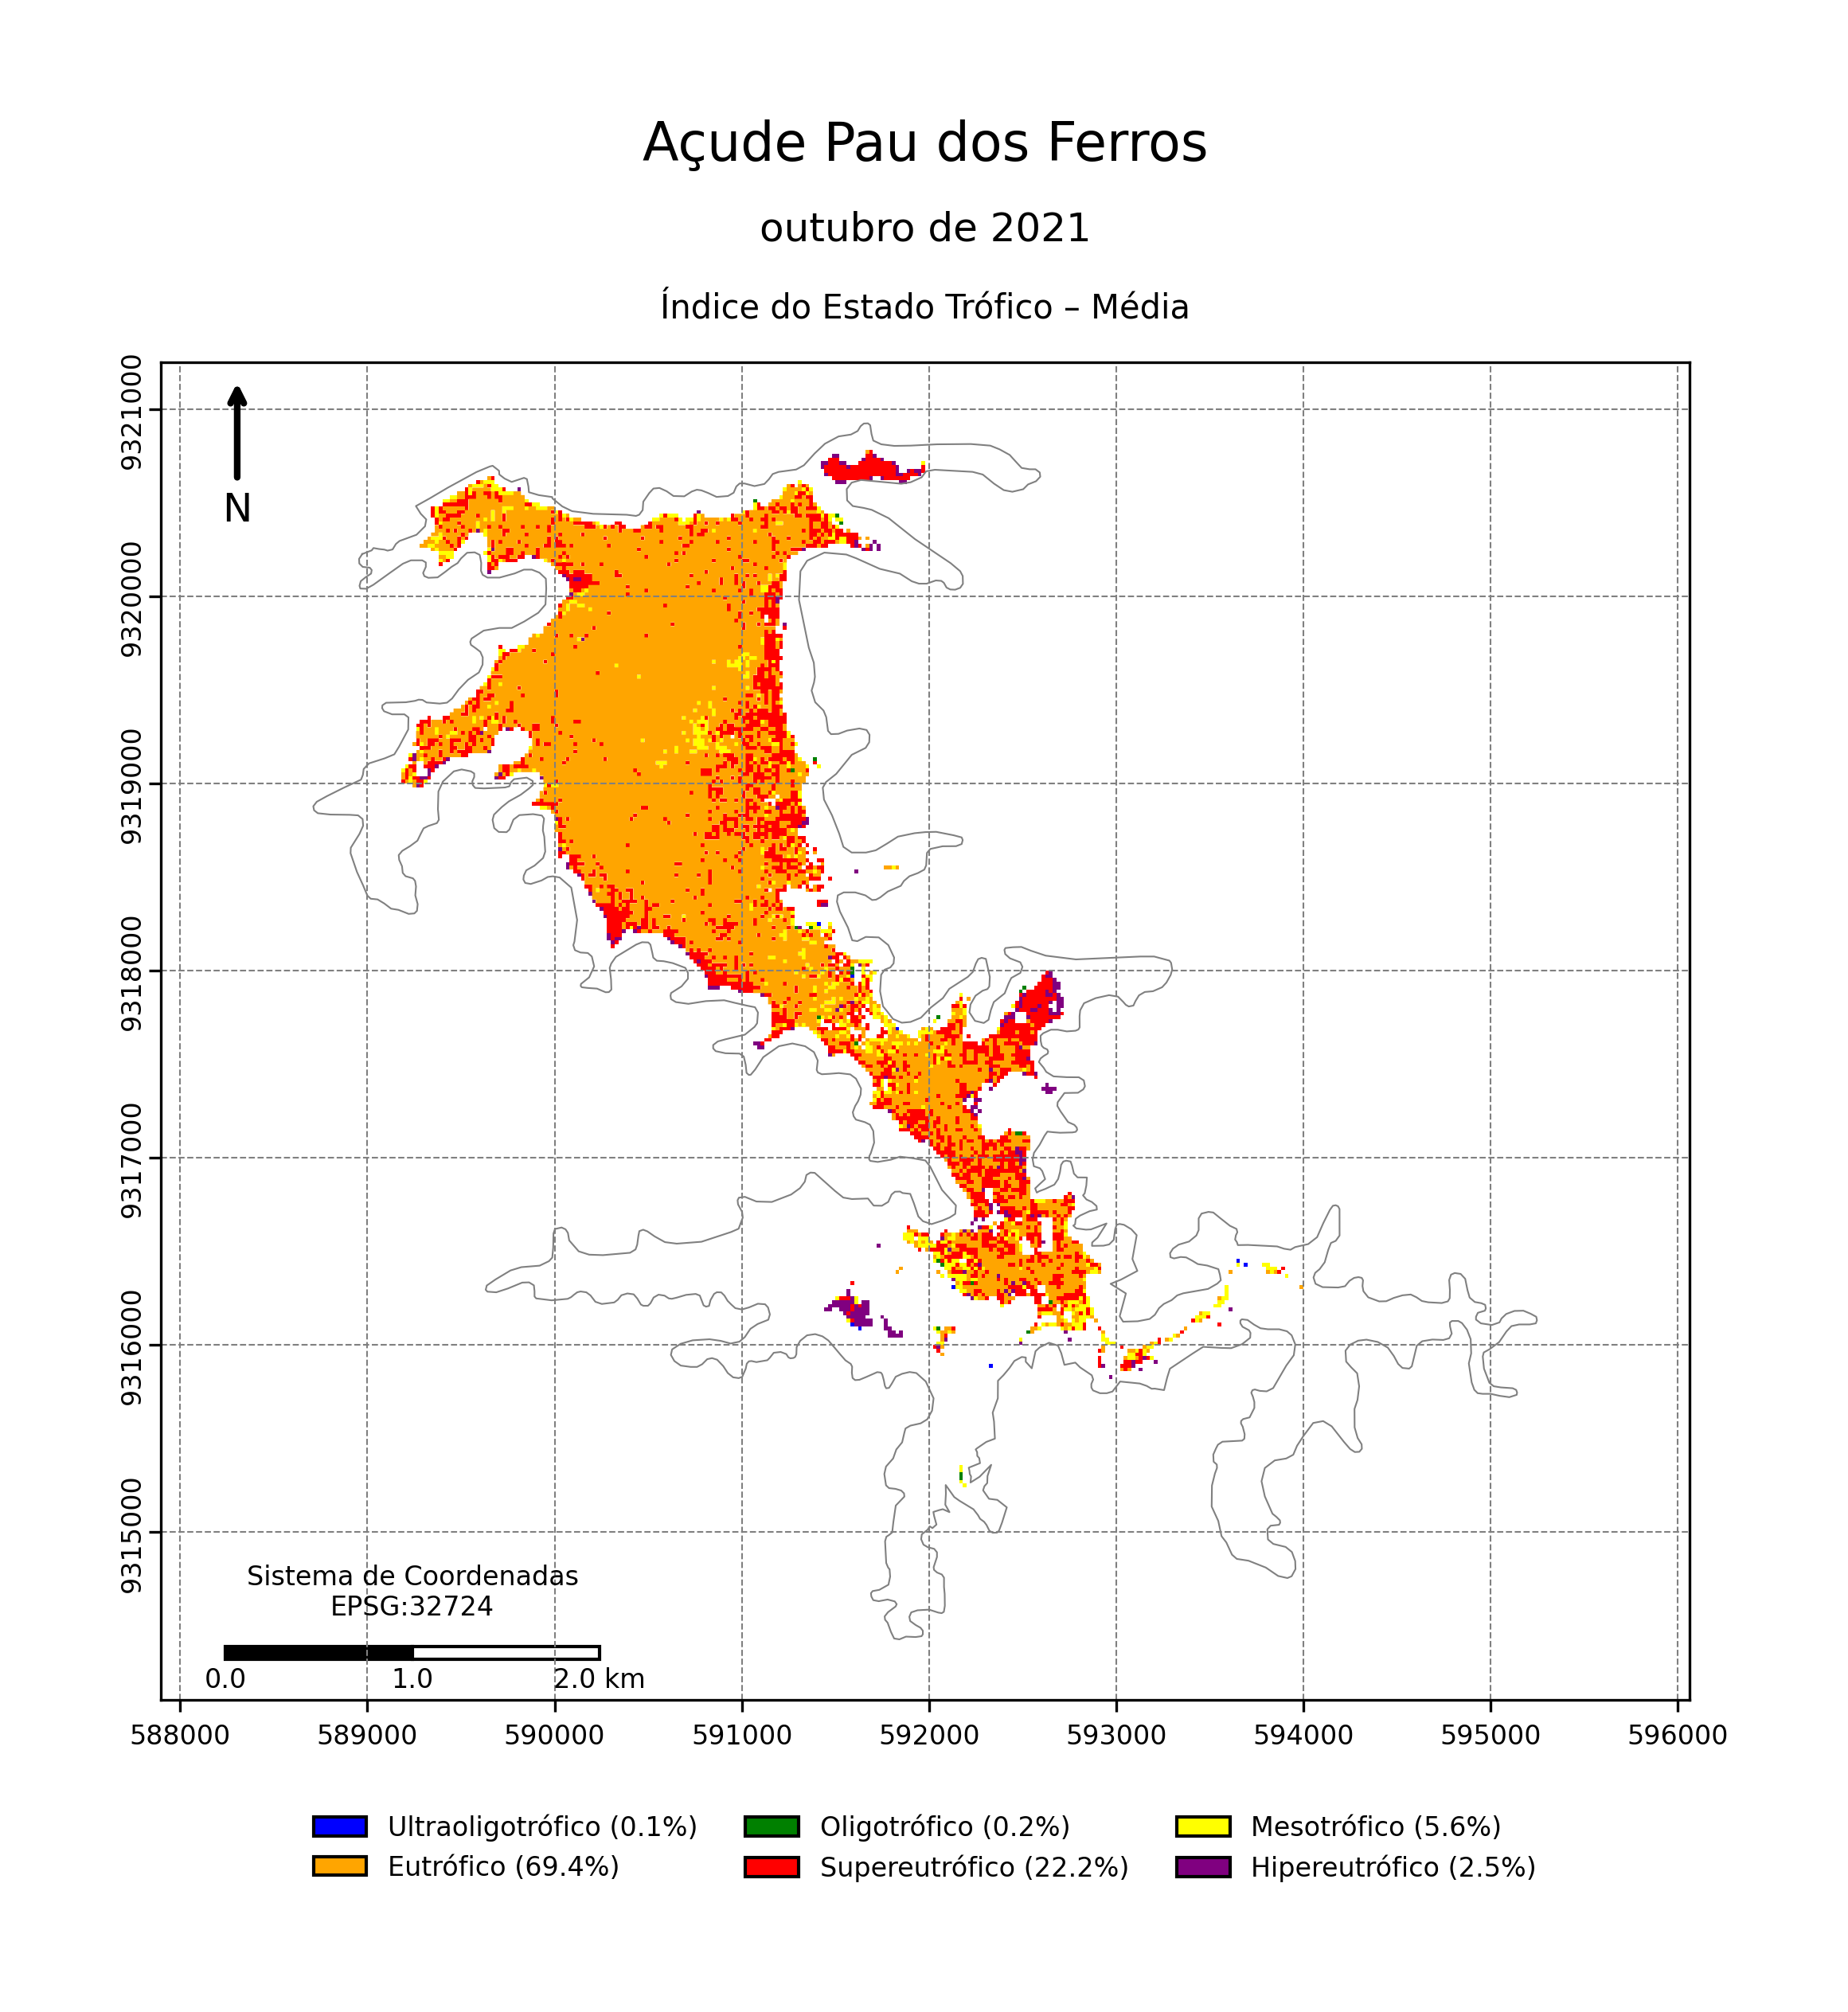 Açude Pau dos Ferros
outubro de 2021
Índice do Estado Trófico – Média
9321000
9320000
9319000
9318000
9317000
9316000
9315000
N
Sistema de Coordenadas
EPSG:32724
0.0 1.0 2.0 km
588000 589000 590000 591000 592000 593000 594000 595000 596000
Ultraoligotrófico (0.1%) Oligotrófico (0.2%) Mesotrófico (5.6%)
Eutrófico (69.4%) Supereutrófico (22.2%) Hipereutrófico (2.5%)